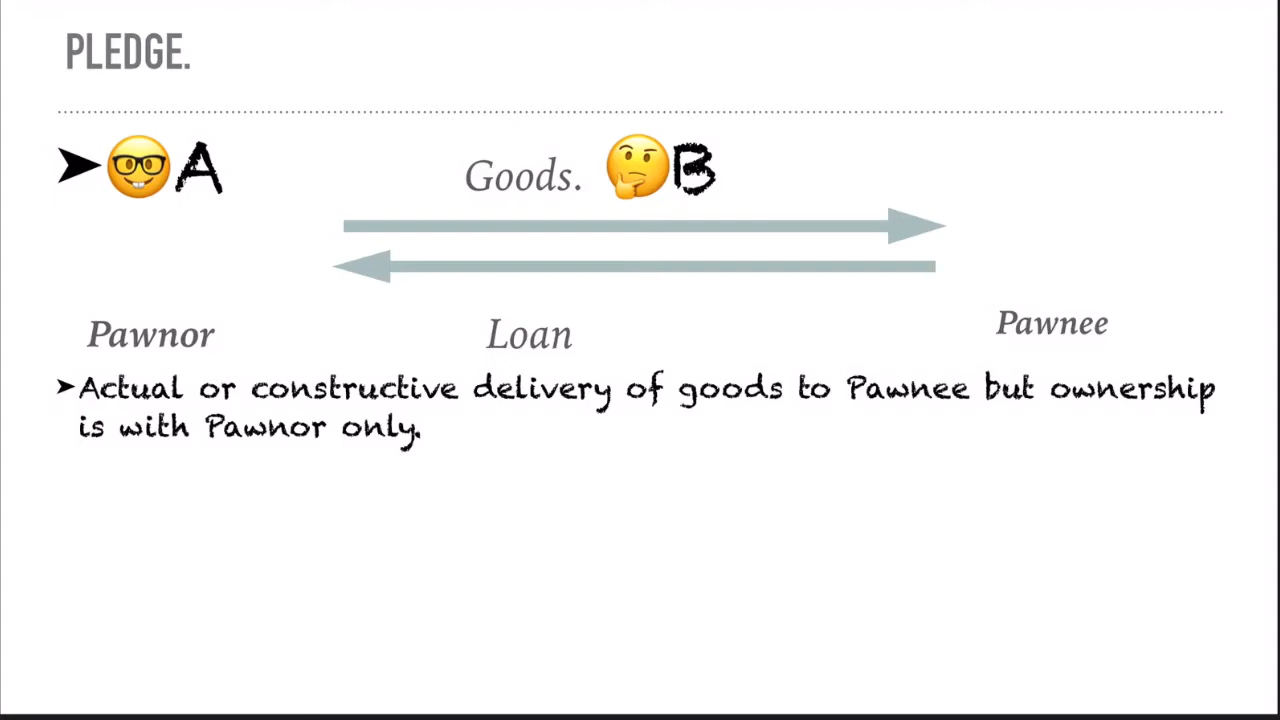 PLEDGE.
➤🤓A Goods. 🤔B
Pawnor Loan Pawnee
➤Actual or constructive delivery of goods to Pawnee but ownership
is with Pawnor only.